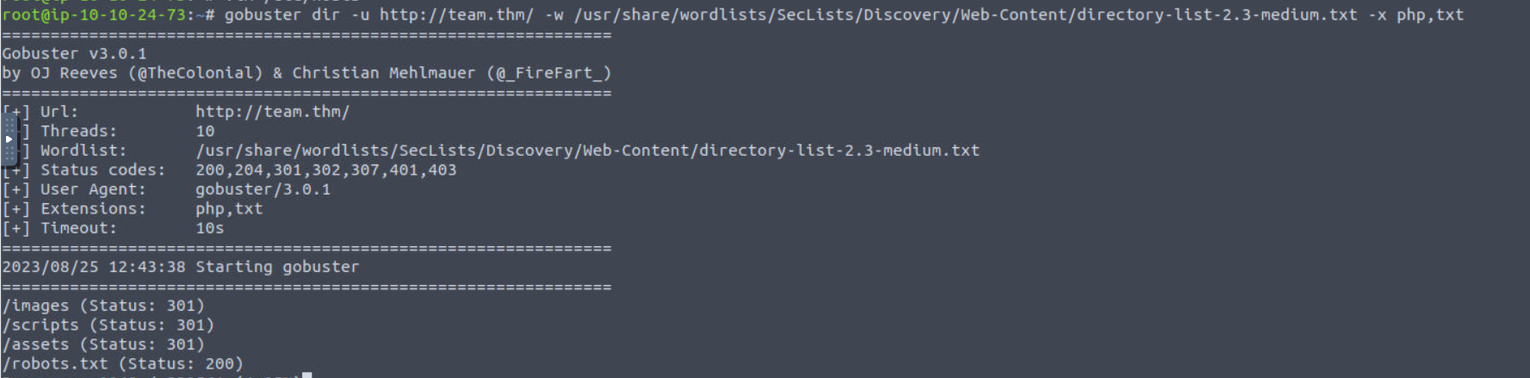 root@ip-10-10-24-73:~# gobuster dir -u http://team.thm/ -w /usr/share/wordlists/SecLists/Discovery/Web-Content/directory-list-2.3-medium.txt -x php,txt
===============================================================
Gobuster v3.0.1
by OJ Reeves (@TheColonial) & Christian Mehlmauer (@_FireFart_)
===============================================================
[+] Url:            http://team.thm/
] Threads:        10
] Wordlist:       /usr/share/wordlists/SecLists/Discovery/Web-Content/directory-list-2.3-medium.txt
[+] Status codes:   200,204,301,302,307,401,403
[+] User Agent:     gobuster/3.0.1
[+] Extensions:     php,txt
[+] Timeout:        10s
===============================================================
2023/08/25 12:43:38 Starting gobuster
===============================================================
/images (Status: 301)
/scripts (Status: 301)
/assets (Status: 301)
/robots.txt (Status: 200)